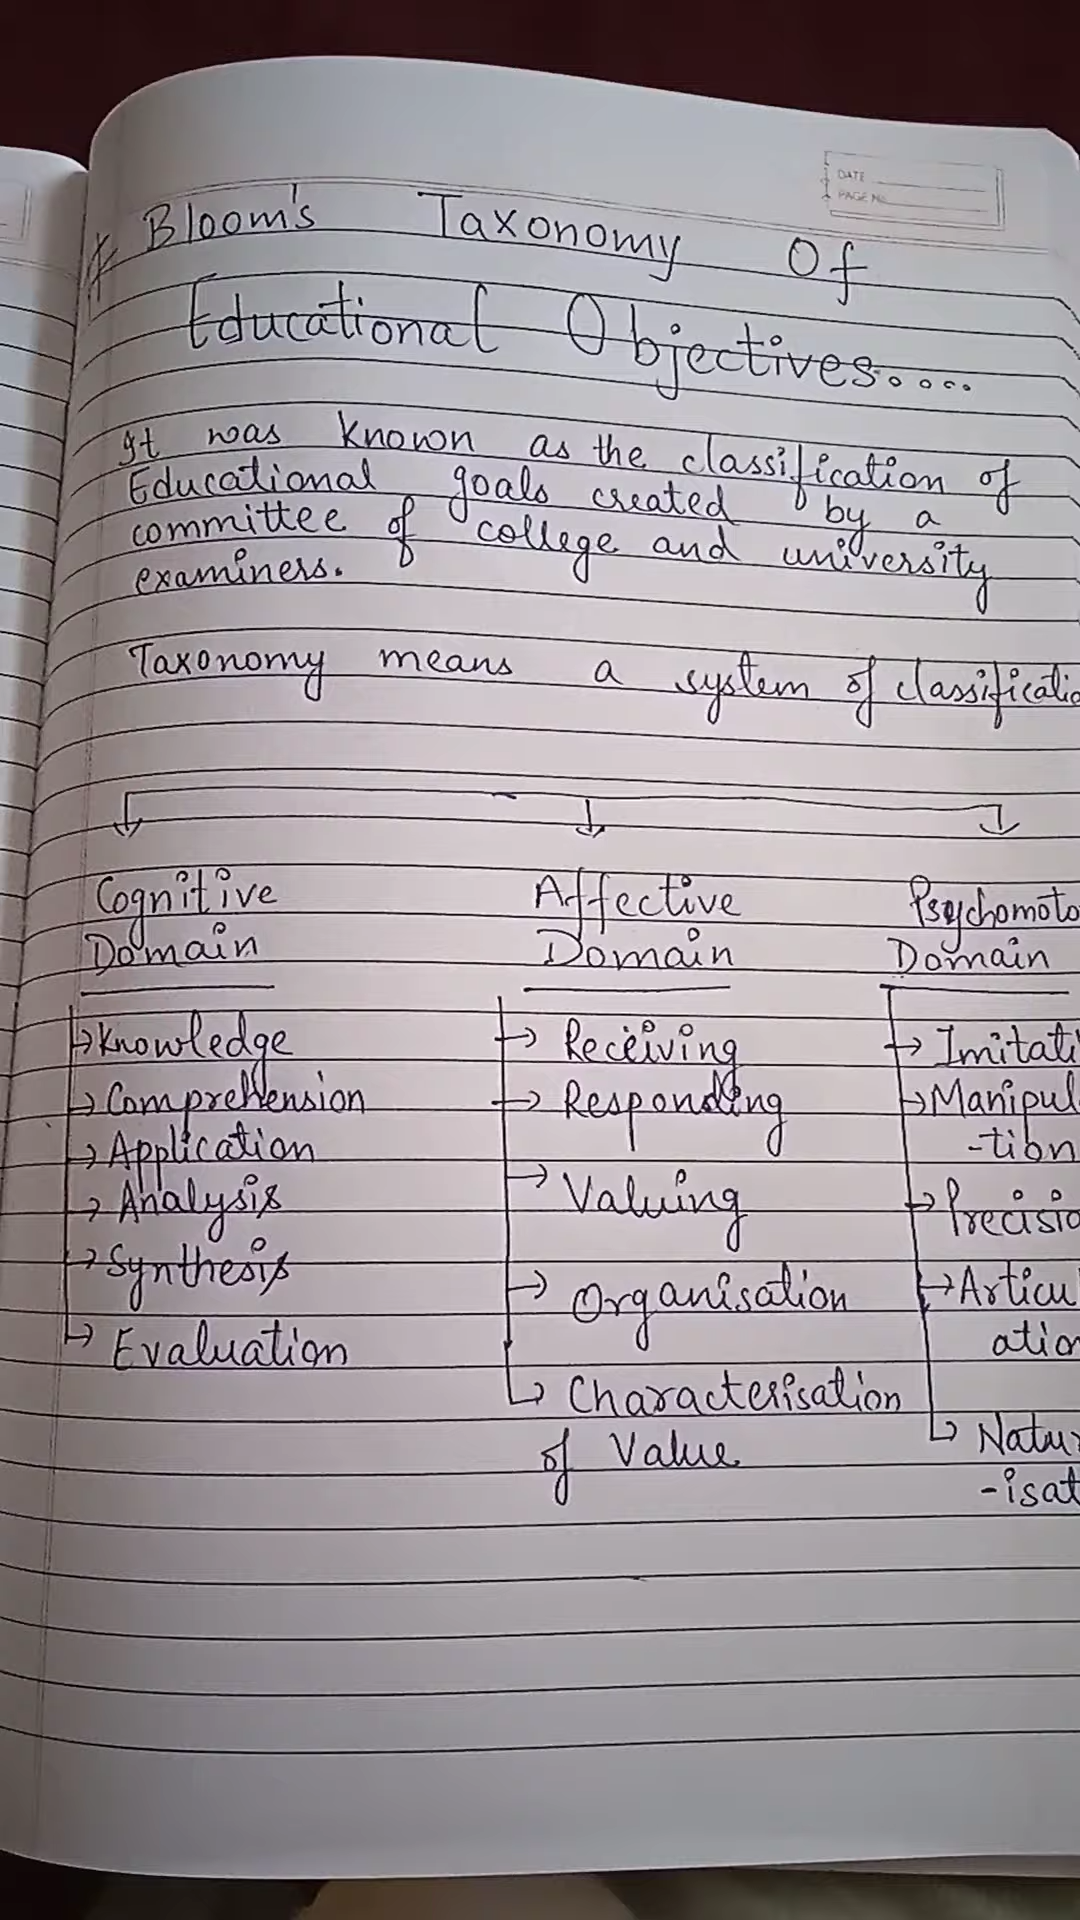 DATE
PAGE No.
* Bloom's Taxonomy Of
Educational Objectives....
It was known as the classification of
Educational goals created by a
committee of college and university
examiners.
Taxonomy means a system of classificatio
Cognitive Domain
Affective Domain
Psychomoto
Domain
→ Knowledge
→ Comprehension
→ Application
→ Analysis
→ Synthesis
→ Evaluation
→ Receiving
→ Responding
→ Valuing
→ Organisation
→ Characterisation
of Value
→ Imitati
→ Manipul
-tion
→ Precisio
→ Articu
ation
→ Natur
-isat